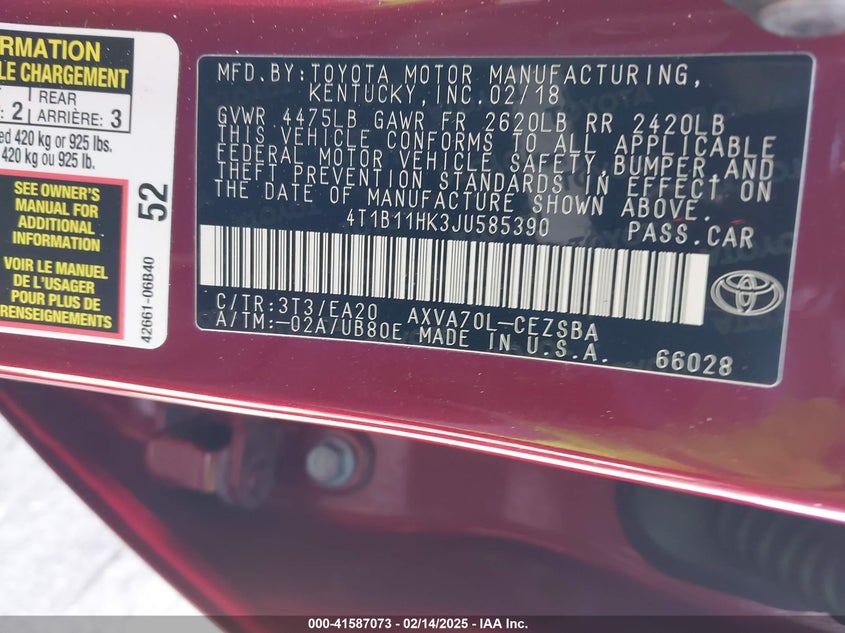 RMATION
LE CHARGEMENT
: 2
REAR
ARRIÈRE: 3
ed 420 kg or 925 lbs.
420 kg ou 925 lb.
SEE OWNER'S
MANUAL FOR
ADDITIONAL
INFORMATION
VOIR LE MANUEL
DE L'USAGER
POUR PLUS DE
RENSEIGNEMENTS
52
42661-06B40
MFD.BY:TOYOTA MOTOR MANUFACTURING,
KENTUCKY,INC.02/18
GVWR 4475LB GAWR FR 2620LB RR 2420LB
THIS VEHICLE CONFORMS TO ALL APPLICABLE
FEDERAL MOTOR VEHICLE SAFETY,BUMPER,AND
THEFT PREVENTION STANDARDS IN EFFECT ON
THE DATE OF MANUFACTURE SHOWN ABOVE.
4T1B11HK3JU585390 PASS.CAR
C/TR:3T3/EA20 AXVA70L-CEZSBA
A/TM:-02A/UB80E MADE IN U.S.A.
66028
000-41587073 - 02/14/2025 - IAA Inc.